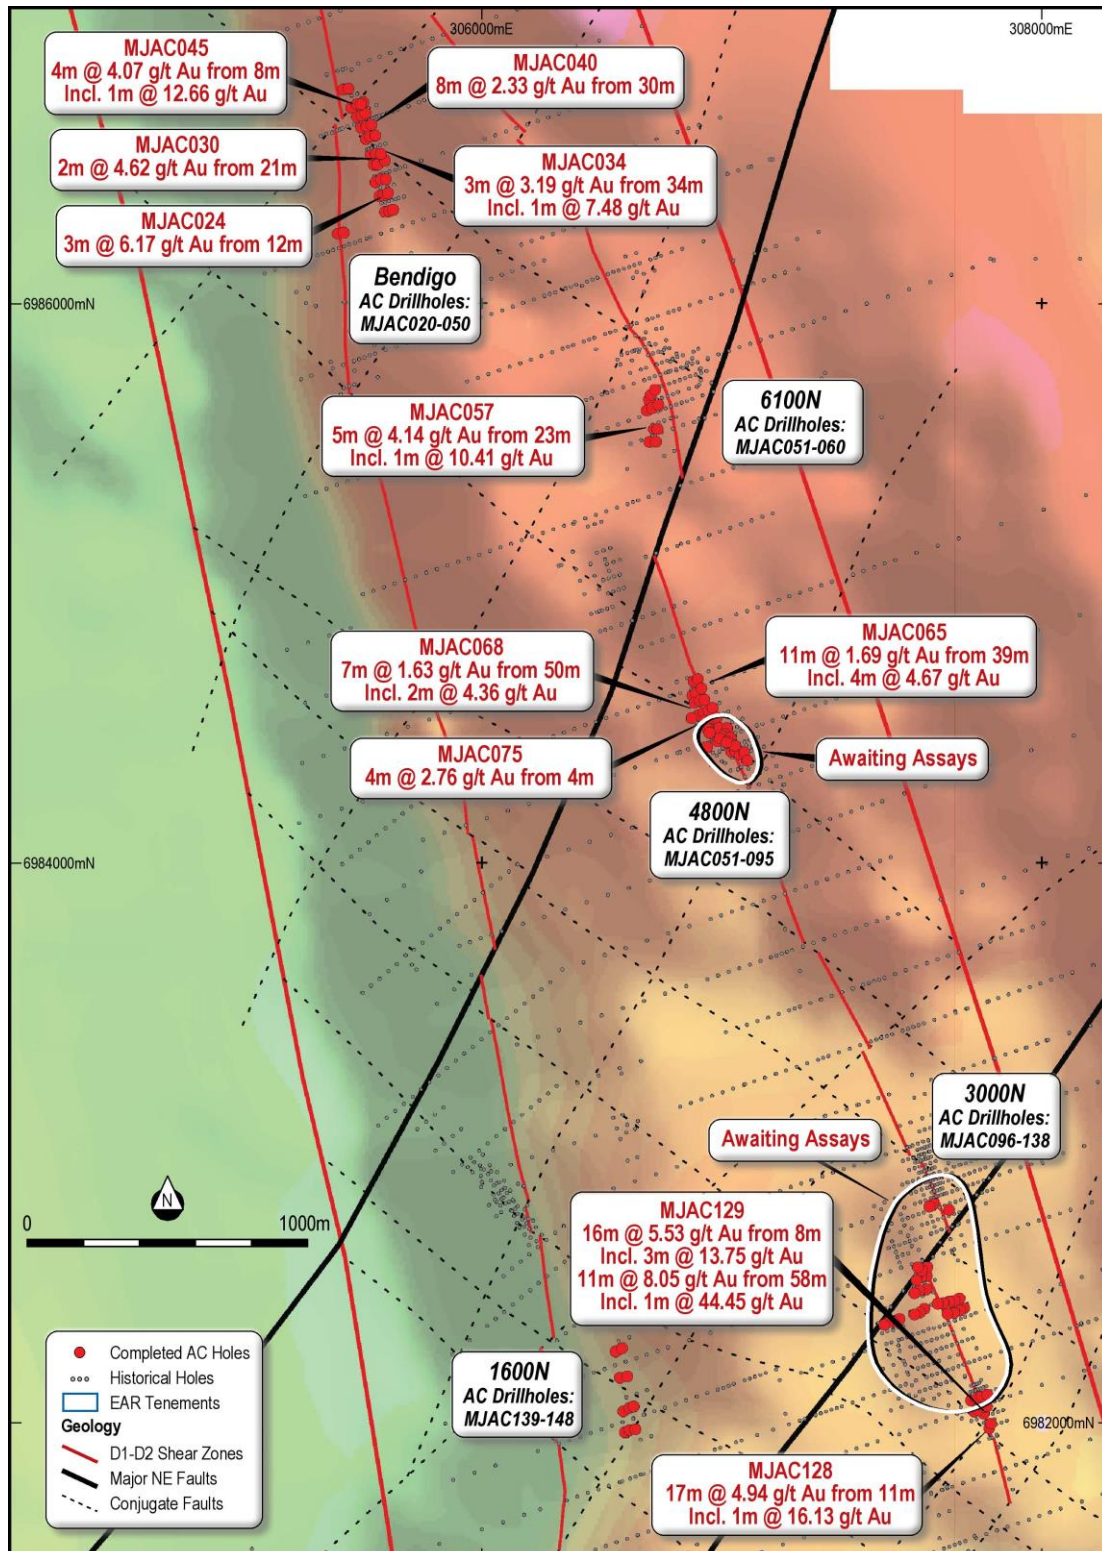 306000mE
308000mE
MJAC045
4m @ 4.07 g/t Au from 8m
Incl. 1m @ 12.66 g/t Au
MJAC040
8m @ 2.33 g/t Au from 30m
MJAC030
2m @ 4.62 g/t Au from 21m
MJAC034
3m @ 3.19 g/t Au from 34m
Incl. 1m @ 7.48 g/t Au
MJAC024
3m @ 6.17 g/t Au from 12m
Bendigo
AC Drillholes:
MJAC020-050
6986000mN
MJAC057
5m @ 4.14 g/t Au from 23m
Incl. 1m @ 10.41 g/t Au
6100N
AC Drillholes:
MJAC051-060
MJAC068
7m @ 1.63 g/t Au from 50m
Incl. 2m @ 4.36 g/t Au
MJAC065
11m @ 1.69 g/t Au from 39m
Incl. 4m @ 4.67 g/t Au
MJAC075
4m @ 2.76 g/t Au from 4m
Awaiting Assays
4800N
AC Drillholes:
MJAC051-095
6984000mN
3000N
AC Drillholes:
MJAC096-138
Awaiting Assays
N
0
1000m
MJAC129
16m @ 5.53 g/t Au from 8m
Incl. 3m @ 13.75 g/t Au
11m @ 8.05 g/t Au from 58m
Incl. 1m @ 44.45 g/t Au
Completed AC Holes
Historical Holes
EAR Tenements
Geology
D1-D2 Shear Zones
Major NE Faults
Conjugate Faults
1600N
AC Drillholes:
MJAC139-148
6982000mN
MJAC128
17m @ 4.94 g/t Au from 11m
Incl. 1m @ 16.13 g/t Au